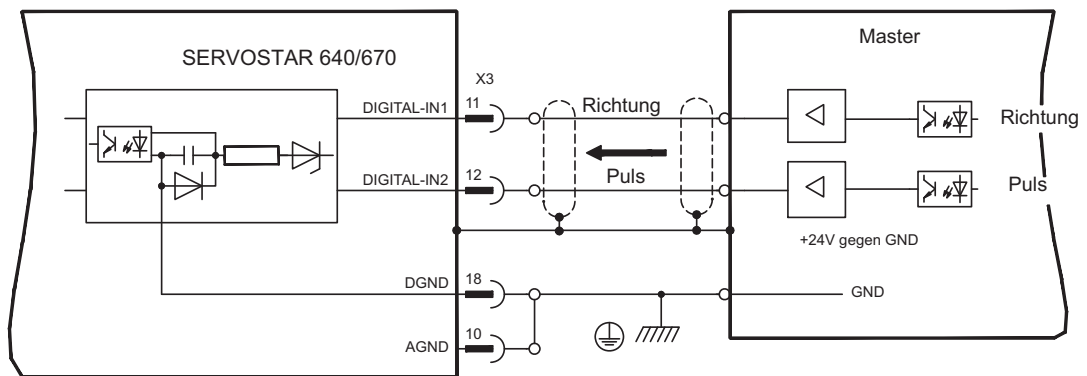 SERVOSTAR 640/670
Master
X3
DIGITAL-IN1
11
Richtung
Richtung
DIGITAL-IN2
12
Puls
Puls
+24V gegen GND
DGND
18
GND
AGND
10